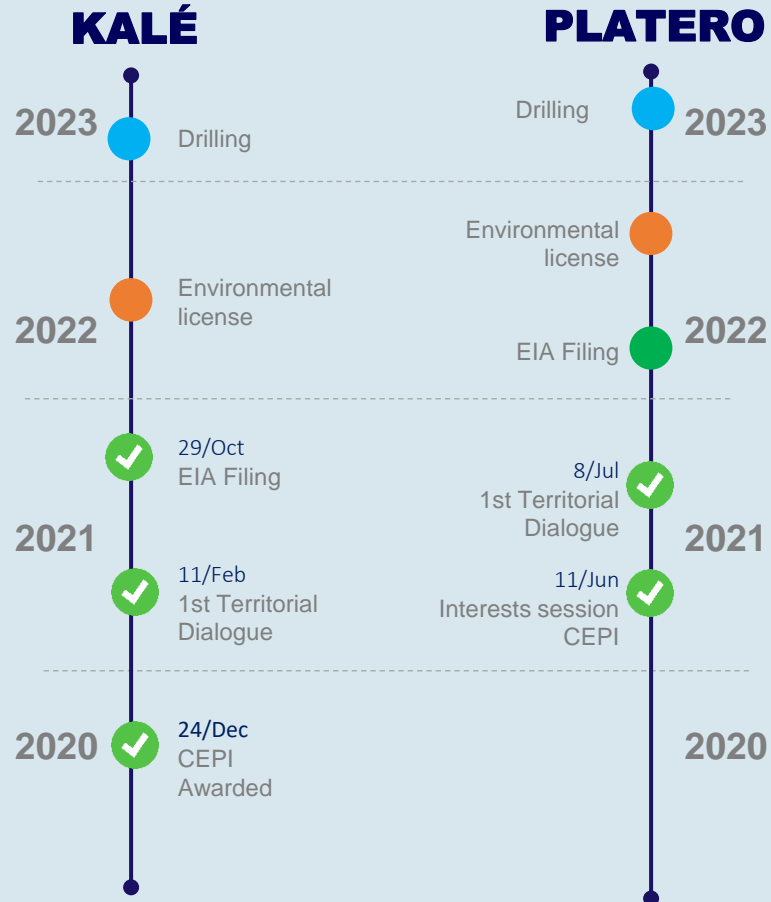 KALÉ
2023
Drilling
Environmental
license
2022
29/Oct
EIA Filing
2021
11/Feb
1st Territorial
Dialogue
24/Dec
2020
CEPI
Awarded
PLATERO
Drilling
2023
Environmental
license
2022
EIA Filing
8/Jul
1st Territorial
Dialogue
2021
11/Jun
Interests session
CEPI
2020